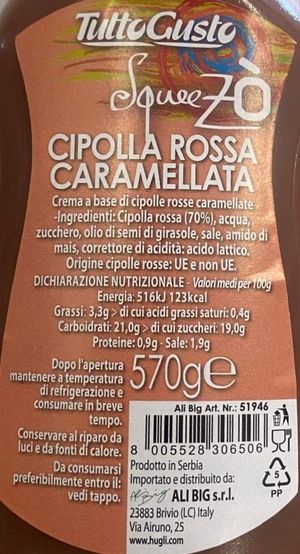 TuttoGusto
SqueeZÒ
CIPOLLA ROSSA
CARAMELLATA
Crema a base di cipolle rosse caramellate
-Ingredienti: Cipolla rossa (70%), acqua,
zucchero, olio di semi di girasole, sale, amido di
mais, correttore di acidità: acido lattico.
Origine cipolle rosse: UE e non UE.
DICHIARAZIONE NUTRIZIONALE - Valori medi per 100g
Energia: 516kJ 123kcal
Grassi: 3,3g > di cui acidi grassi saturi: 0,4g
Carboidrati: 21,0g > di cui zuccheri: 19,0g
Proteine: 0,9g - Sale: 1,9g
Dopo l'apertura
mantenere a temperatura
di refrigerazione e
consumare in breve
tempo.
Conservare al riparo da
luci e da fonti di calore.
Da consumarsi
preferibilmente entro il:
vedi tappo.
570g e
Ali Big Art. Nr.: 51946
8 005528 306506
5
PP
Prodotto in Serbia
Importato e distribuito da:
Ali Big ALI BIG s.r.l.
23883 Brivio (LC) Italy
Via Airuno, 25
www.hugli.com